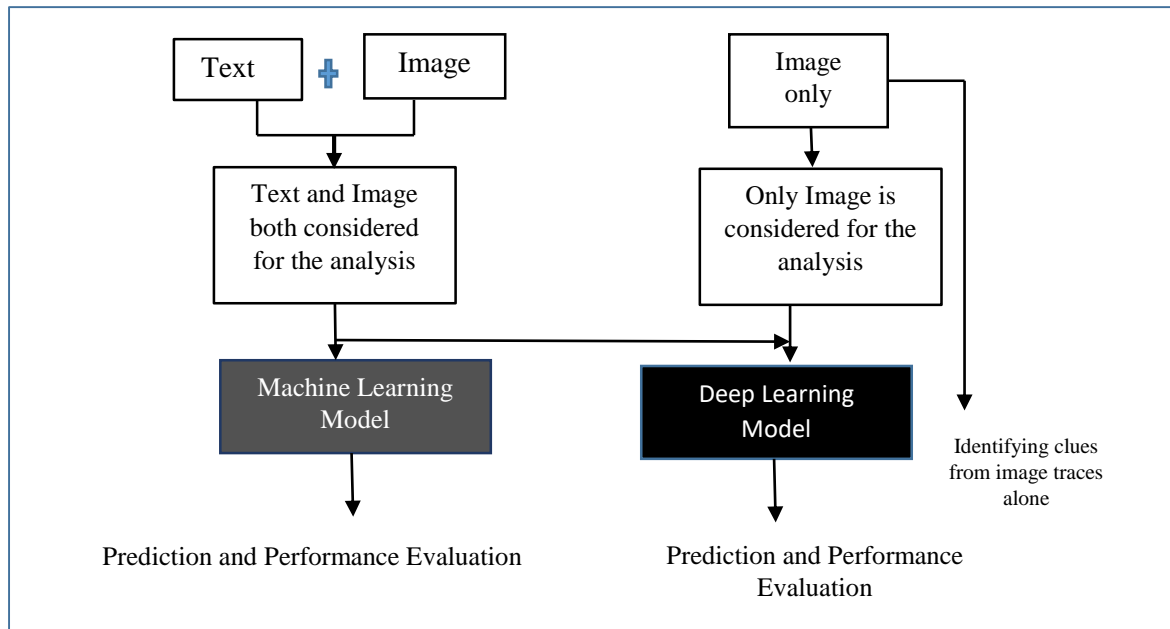 Text
Image
Text and Image
both considered
for the analysis
Machine Learning
Model
Prediction and Performance Evaluation
Image
only
Only Image is
considered for the
analysis
Deep Learning
Model
Prediction and Performance
Evaluation
Identifying clues
from image traces
alone